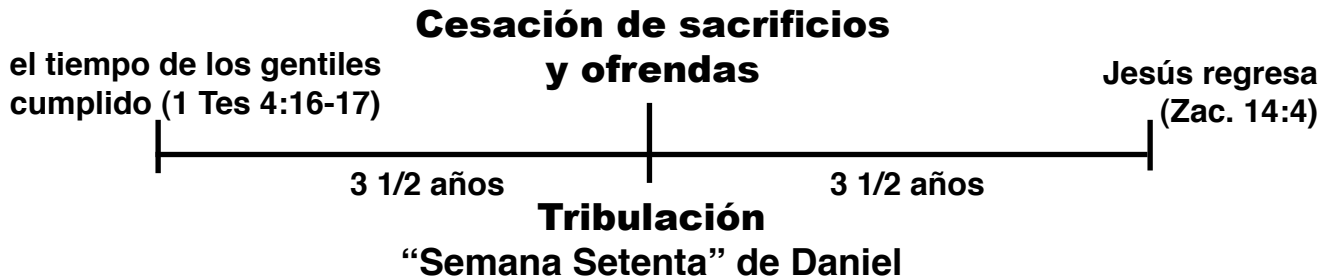 Cesación de sacrificios
y ofrendas
el tiempo de los gentiles
cumplido (1 Tes 4:16-17)
Jesús regresa
(Zac. 14:4)
3 1/2 años
3 1/2 años
Tribulación
“Semana Setenta” de Daniel